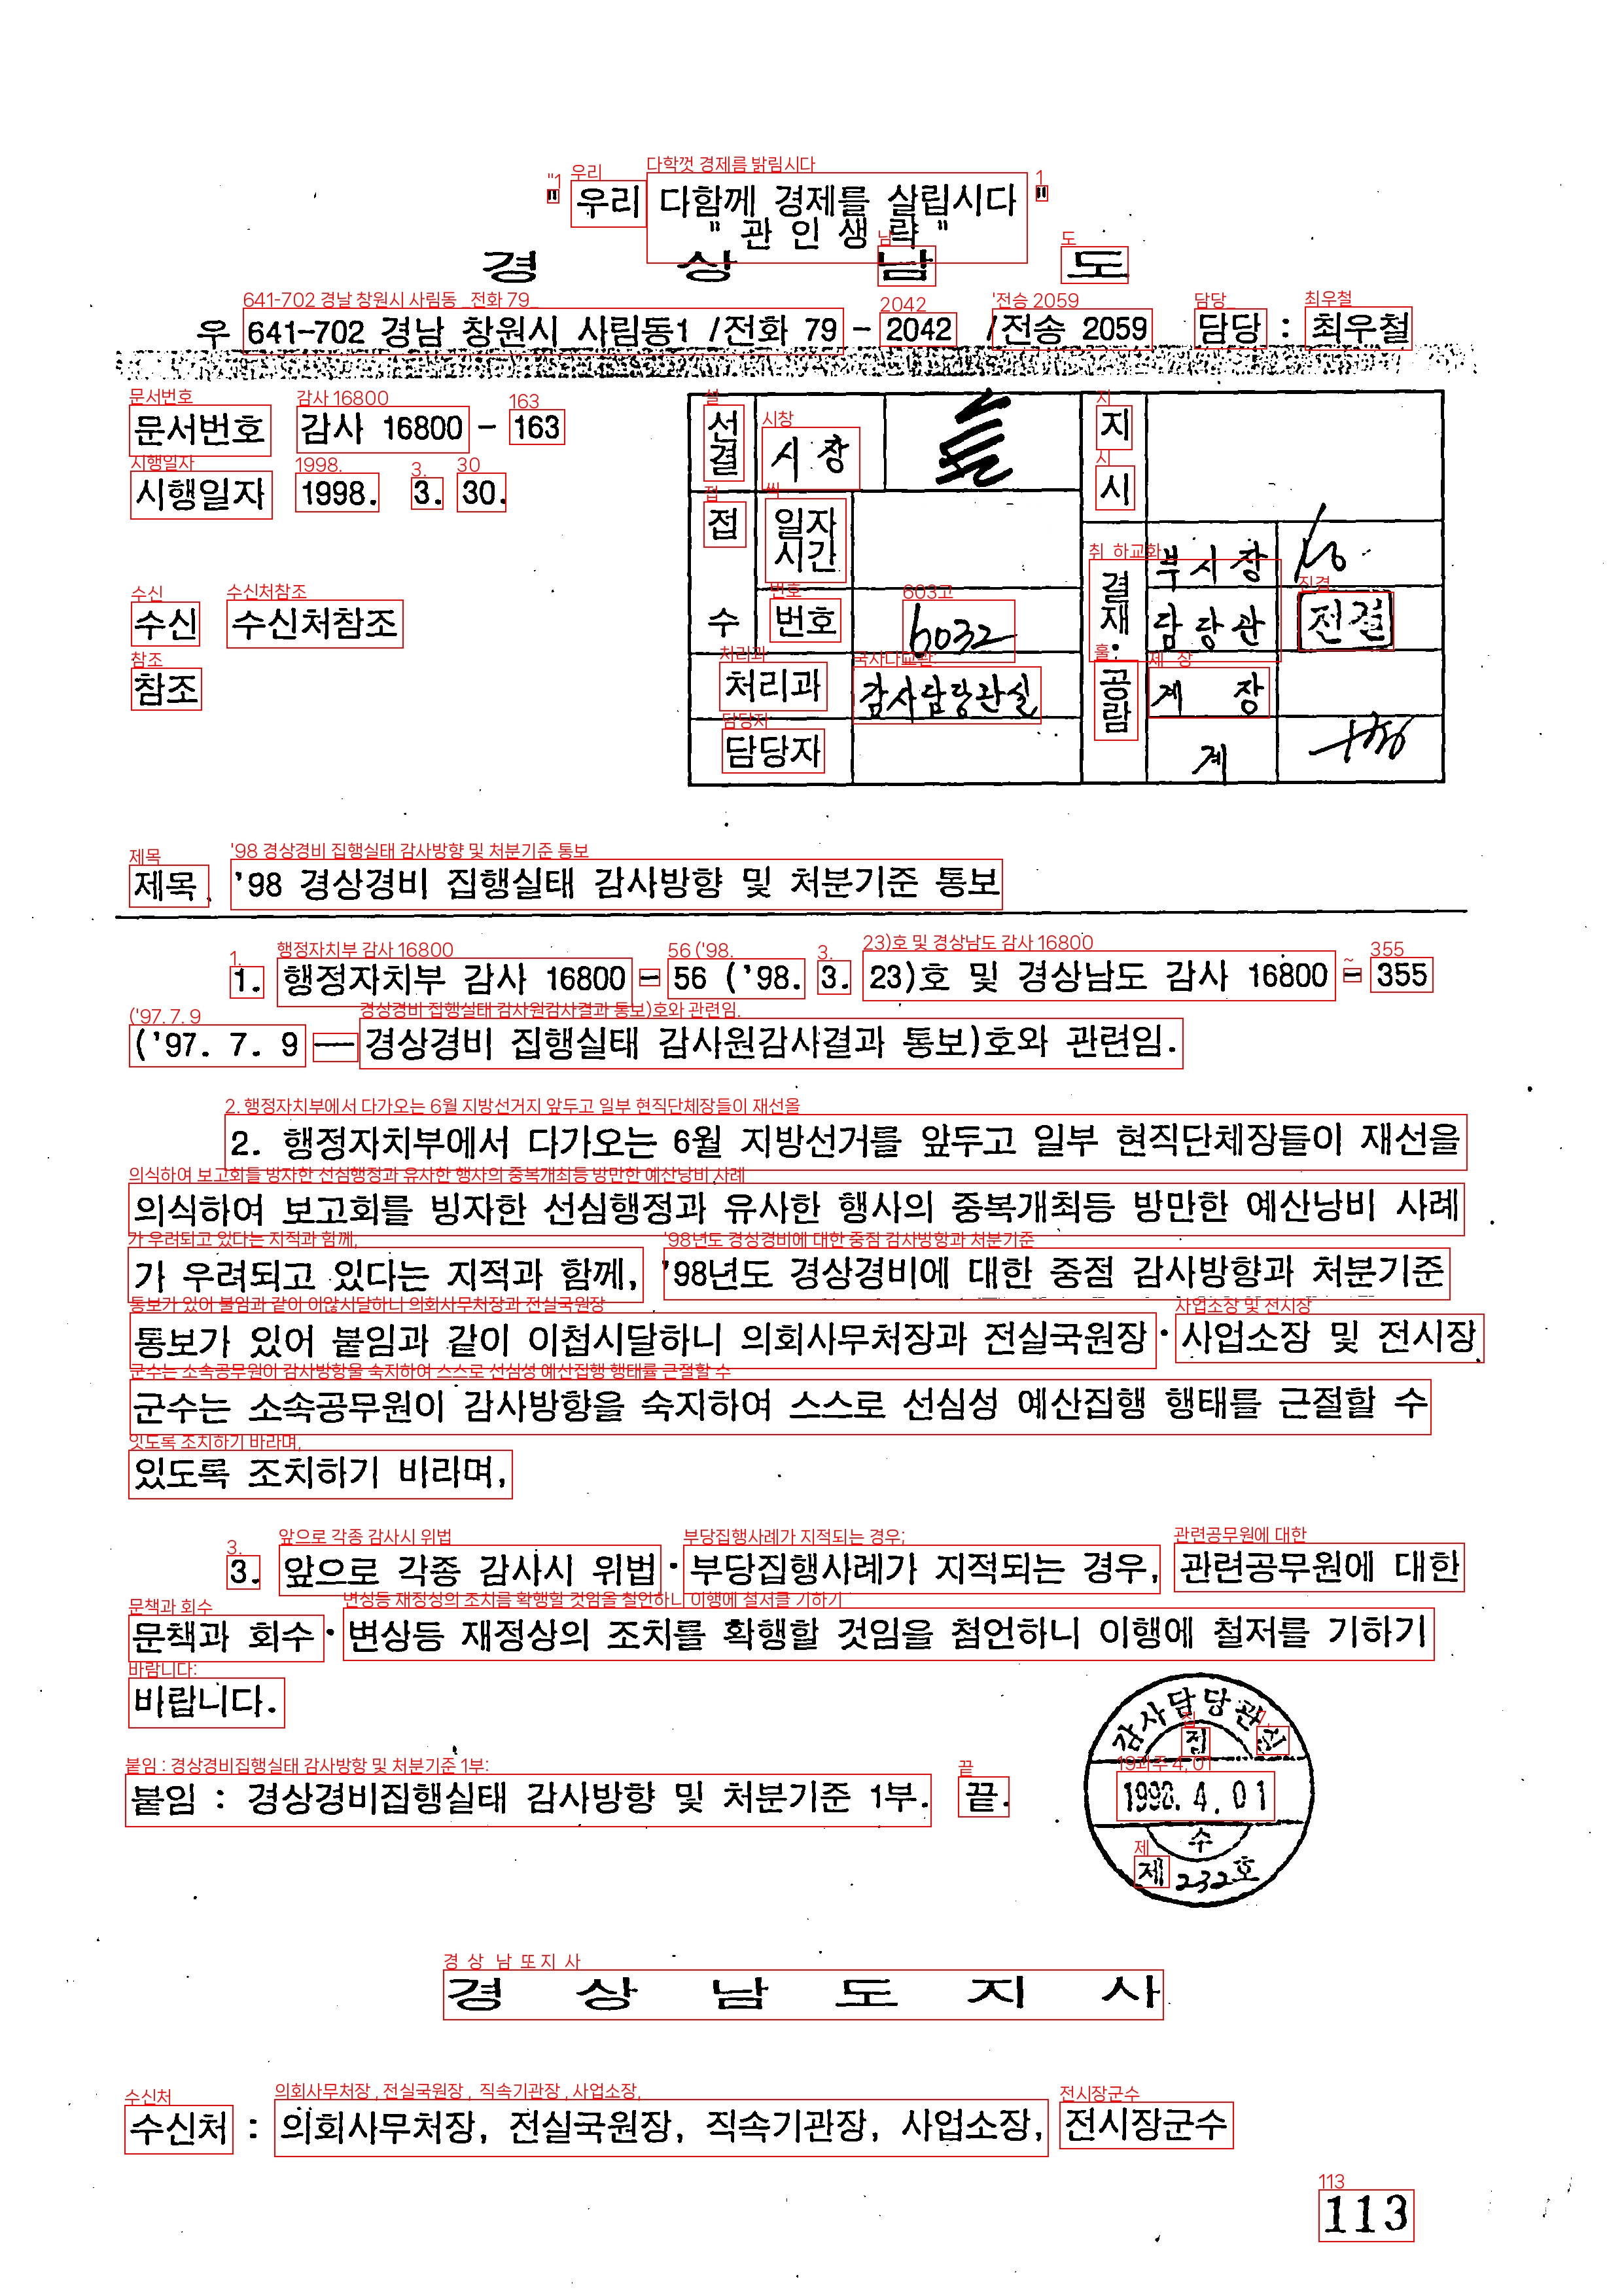 " 우리 다함께 경제를 살립시다 "
" 관 인 생 략 "
경 상 남 도
우 641-702 경남 창원시 사림동1 /전화 79 - 2042 /전송 2059 담당 : 최우철
문서번호 감사 16800 - 163
시행일자 1998. 3. 30.
수신 수신처참조
참조
선결 시장 지시
접수 일자시간
번호 6032
처리과 감사담당관실
담당자
결재·공람 부시장
담당관 전결
계 장
계
제목 '98 경상경비 집행실태 감사방향 및 처분기준 통보
1. 행정자치부 감사 16800 - 56 ('98. 3. 23)호 및 경상남도 감사 16800 - 355
('97. 7. 9 — 경상경비 집행실태 감사원감사결과 통보)호와 관련임.
2. 행정자치부에서 다가오는 6월 지방선거를 앞두고 일부 현직단체장들이 재선을
의식하여 보고회를 빙자한 선심행정과 유사한 행사의 중복개최등 방만한 예산낭비 사례
가 우려되고 있다는 지적과 함께, '98년도 경상경비에 대한 중점 감사방향과 처분기준
통보가 있어 붙임과 같이 이첩시달하니 의회사무처장과 전실국원장·사업소장 및 전시장
군수는 소속공무원이 감사방향을 숙지하여 스스로 선심성 예산집행 행태를 근절할 수
있도록 조치하기 바라며,
3. 앞으로 각종 감사시 위법·부당집행사례가 지적되는 경우, 관련공무원에 대한
문책과 회수·변상등 재정상의 조치를 확행할 것임을 첨언하니 이행에 철저를 기하기
바랍니다.
붙임 : 경상경비집행실태 감사방향 및 처분기준 1부. 끝.
감사담당관실
접
1998. 4. 01
수
제 232호
경 상 남 도 지 사
수신처 : 의회사무처장, 전실국원장, 직속기관장, 사업소장, 전시장군수
113